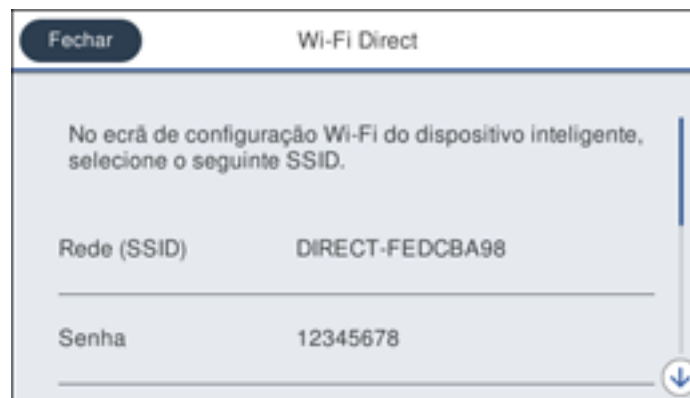 Fechar
Wi-Fi Direct
No ecrã de configuração Wi-Fi do dispositivo inteligente,
selecione o seguinte SSID.
Rede (SSID) DIRECT-FEDCBA98
Senha 12345678